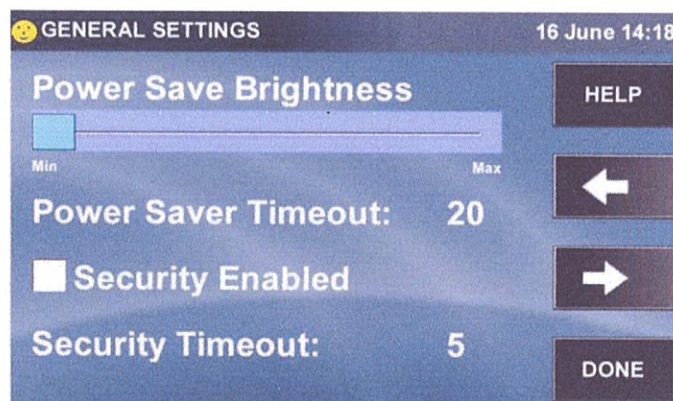 GENERAL SETTINGS 16 June 14:18
Power Save Brightness
HELP
Min Max
Power Saver Timeout: 20
Security Enabled
Security Timeout: 5
DONE